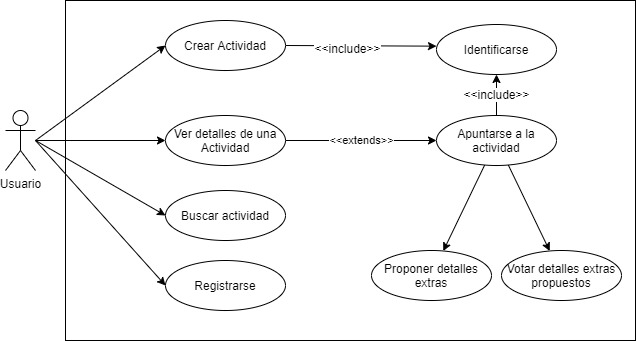 Crear Actividad
<<include>>
Identificarse
<<include>>
Ver detalles de una
Actividad
<<extends>>
Apuntarse a la
actividad
Usuario
Buscar actividad
Registrarse
Proponer detalles
extras
Votar detalles extras
propuestos